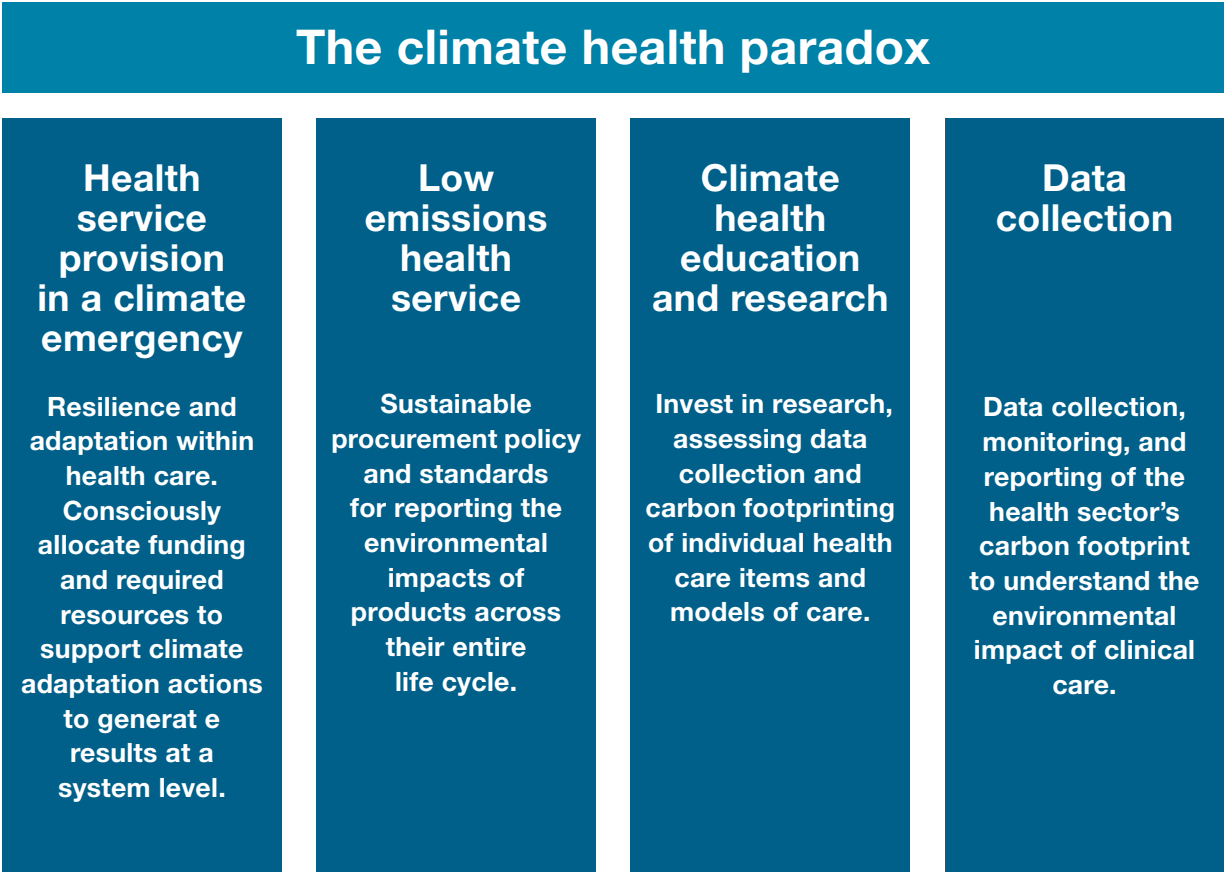 The climate health paradox
Health
service
provision
in a climate
emergency
Resilience and
adaptation within
health care.
Consciously
allocate funding
and required
resources to
support climate
adaptation actions
to generat e
results at a
system level.
Low
emissions
health
service
Sustainable
procurement policy
and standards
for reporting the
environmental
impacts of
products across
their entire
life cycle.
Climate
health
education
and research
Invest in research,
assessing data
collection and
carbon footprinting
of individual health
care items and
models of care.
Data
collection
Data collection,
monitoring, and
reporting of the
health sector’s
carbon footprint
to understand the
environmental
impact of clinical
care.